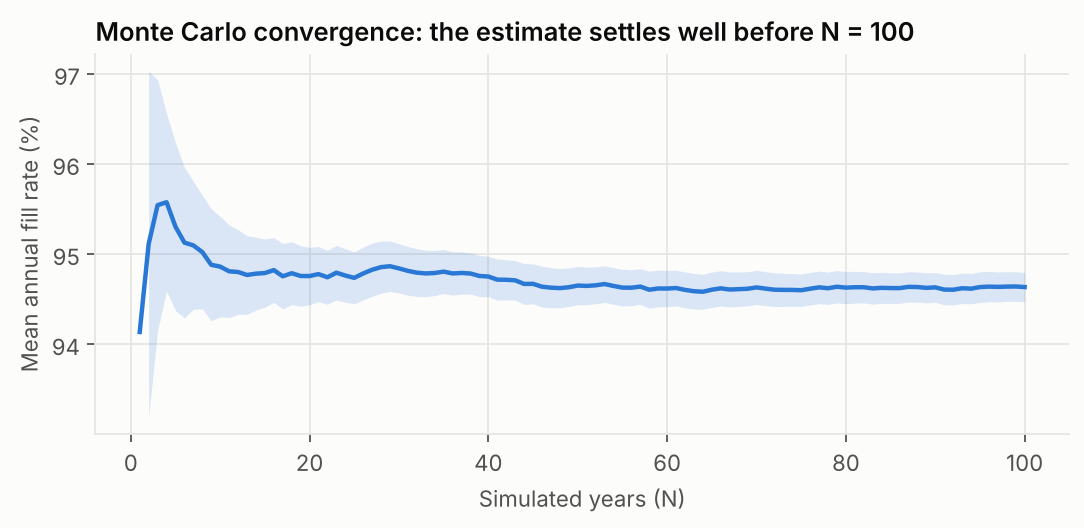 Monte Carlo convergence: the estimate settles well before N = 100
Mean annual fill rate (%)
97
96
95
94
0 20 40 60 80 100
Simulated years (N)